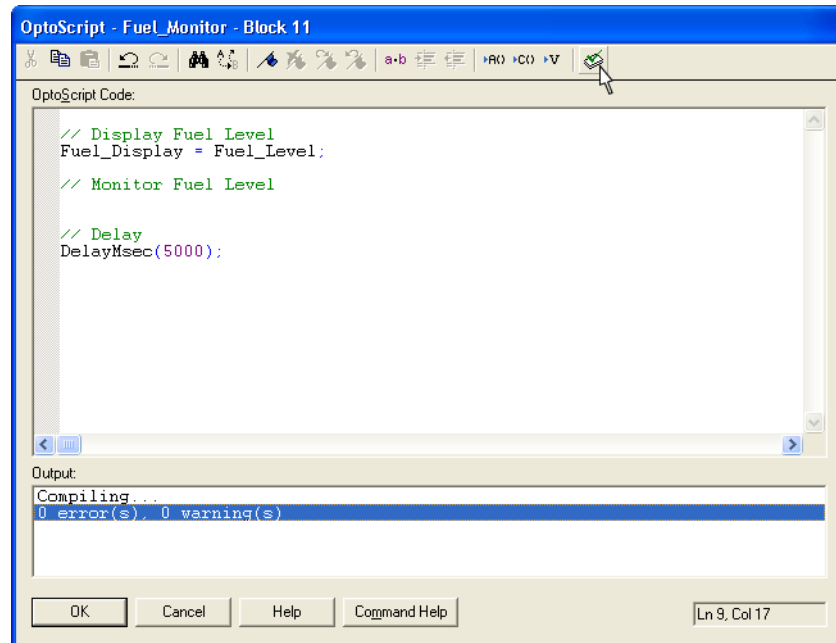 OptoScript - Fuel_Monitor - Block 11
a•b A() C() V
OptoScript Code:
// Display Fuel Level
Fuel_Display = Fuel_Level;
// Monitor Fuel Level
// Delay
DelayMsec(5000);
Output:
Compiling...
0 error(s), 0 warning(s)
OK Cancel Help Command Help Ln 9, Col 17